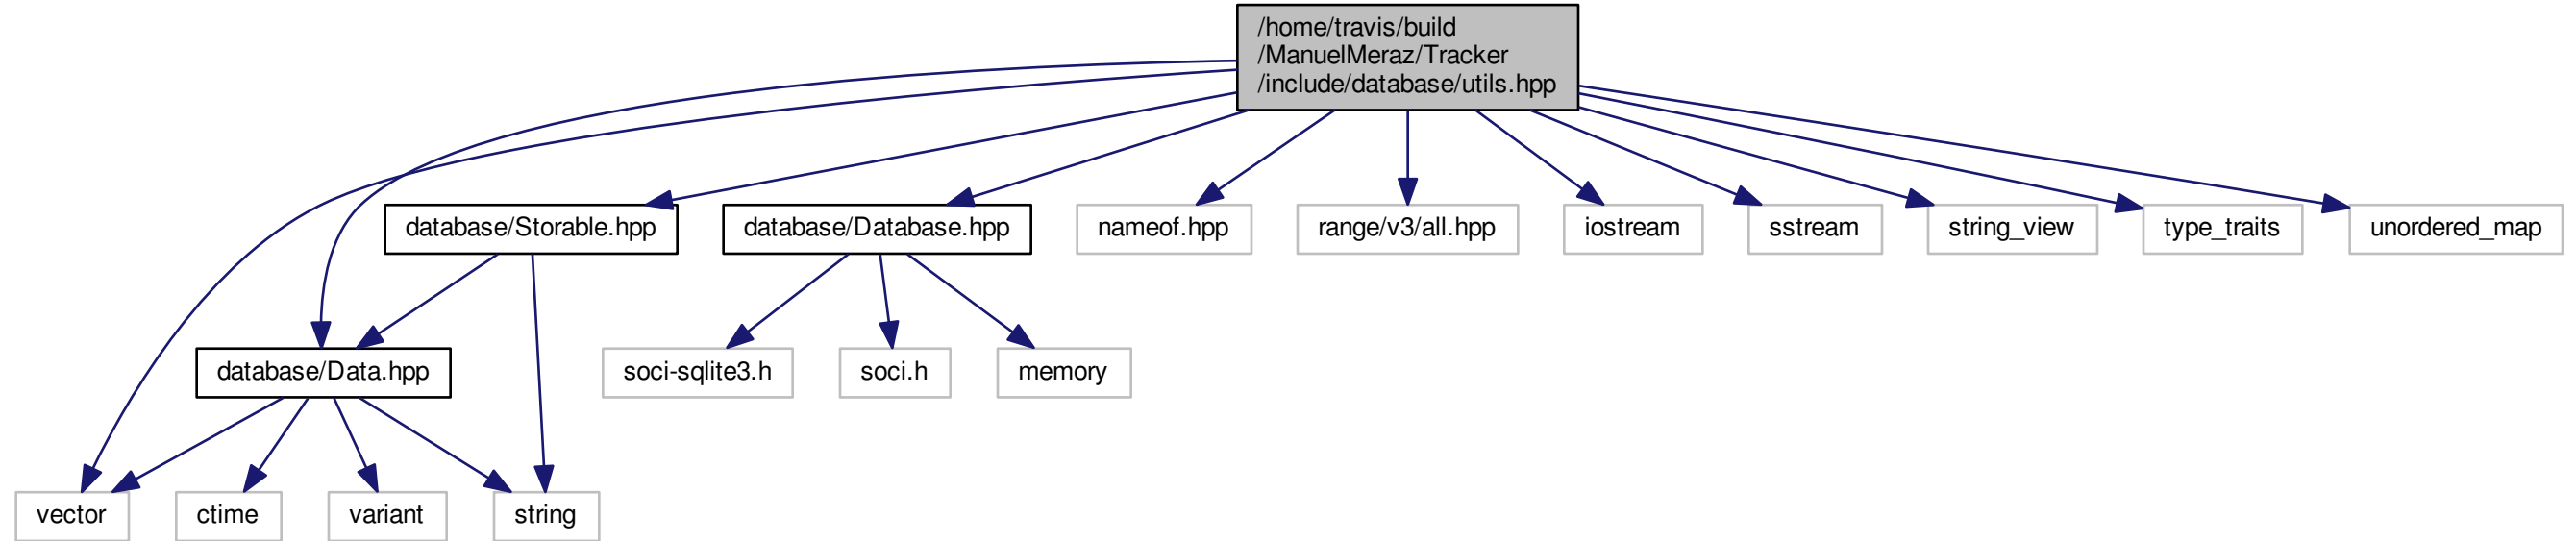 /home/travis/build
/ManuelMeraz/Tracker
/include/database/utils.hpp
database/Storable.hpp
database/Database.hpp
nameof.hpp
range/v3/all.hpp
iostream
sstream
string_view
type_traits
unordered_map
database/Data.hpp
soci-sqlite3.h
soci.h
memory
vector
ctime
variant
string